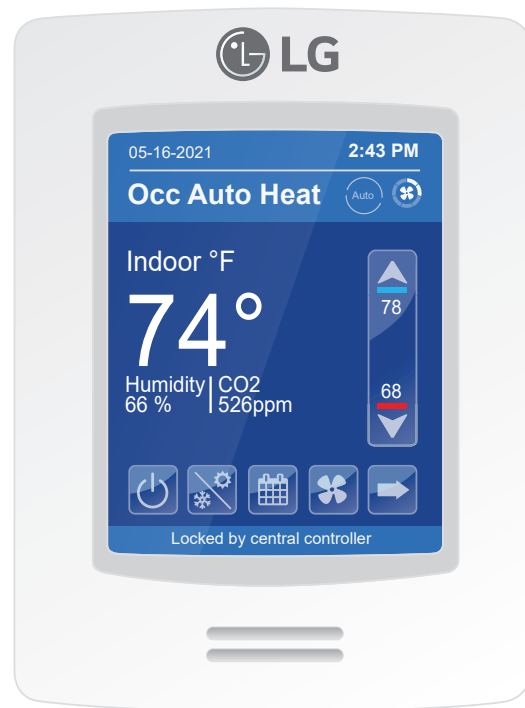 LG
05-16-2021 2:43 PM
Occ Auto Heat Auto
Indoor °F
74°
78
Humidity CO2
66 % 526ppm
68
Locked by central controller